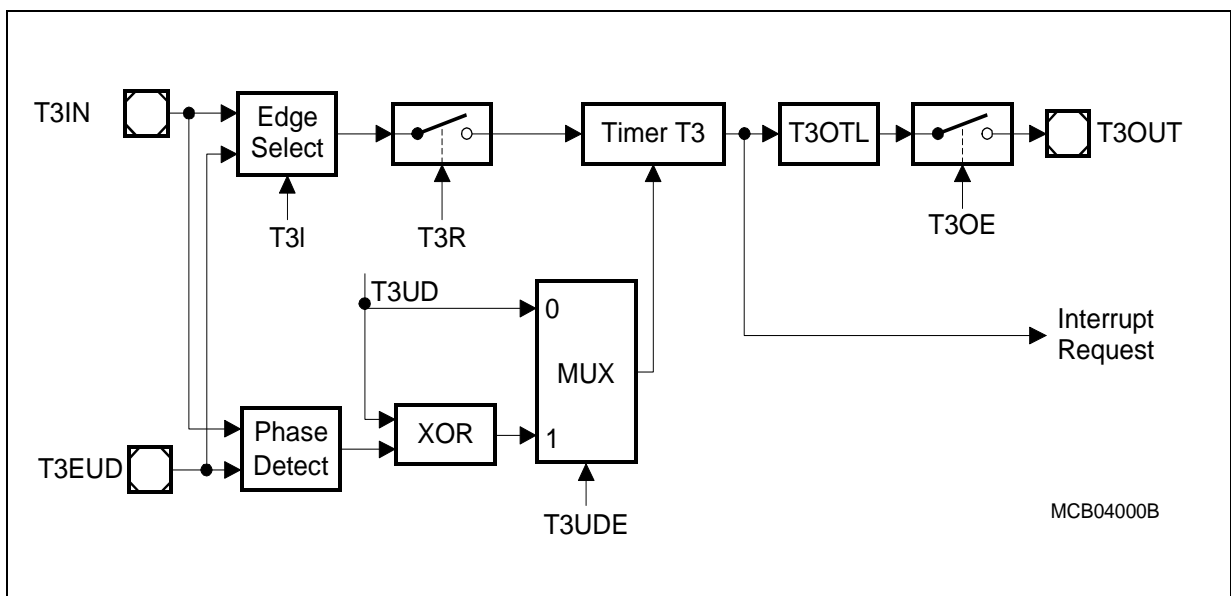 T3IN
Edge
Select
Timer T3
T3OTL
T3OUT
T3I
T3R
T3OE
T3UD
0
MUX
Interrupt
Request
Phase
Detect
XOR
1
T3EUD
T3UDE
MCB04000B